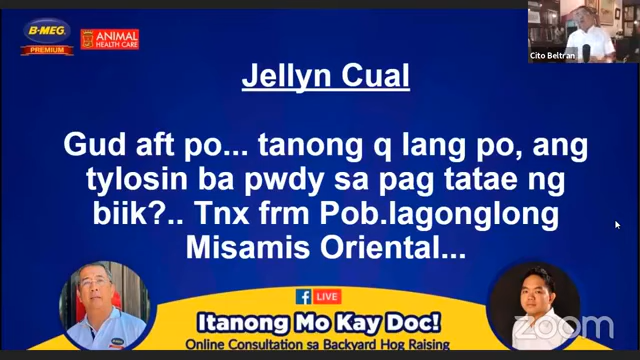 B-MEG
PREMIUM
ANIMAL
HEALTH CARE
Cito Beltran
Jellyn Cual
Gud aft po... tanong q lang po, ang
tylosin ba pwdy sa pag tatae ng
biik?.. Tnx frm Pob.lagonglong
Misamis Oriental...
f LIVE
Itanong Mo Kay Doc!
Online Consultation sa Backyard Hog Raising
zoom